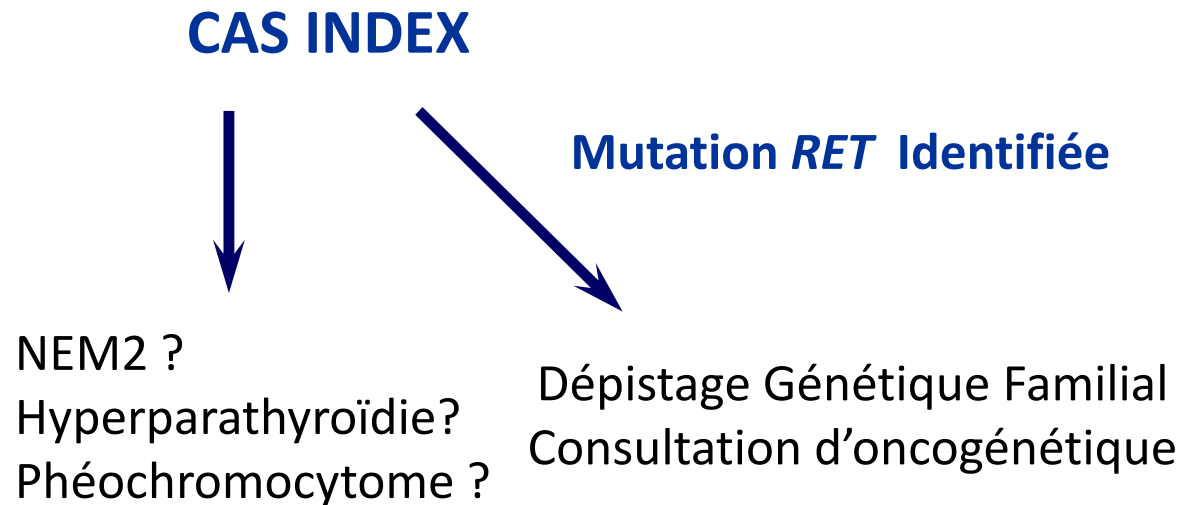 CAS INDEX
Mutation RET Identifiée
NEM2 ?
Hyperparathyroïdie?
Phéochromocytome ?
Dépistage Génétique Familial
Consultation d’oncogénétique